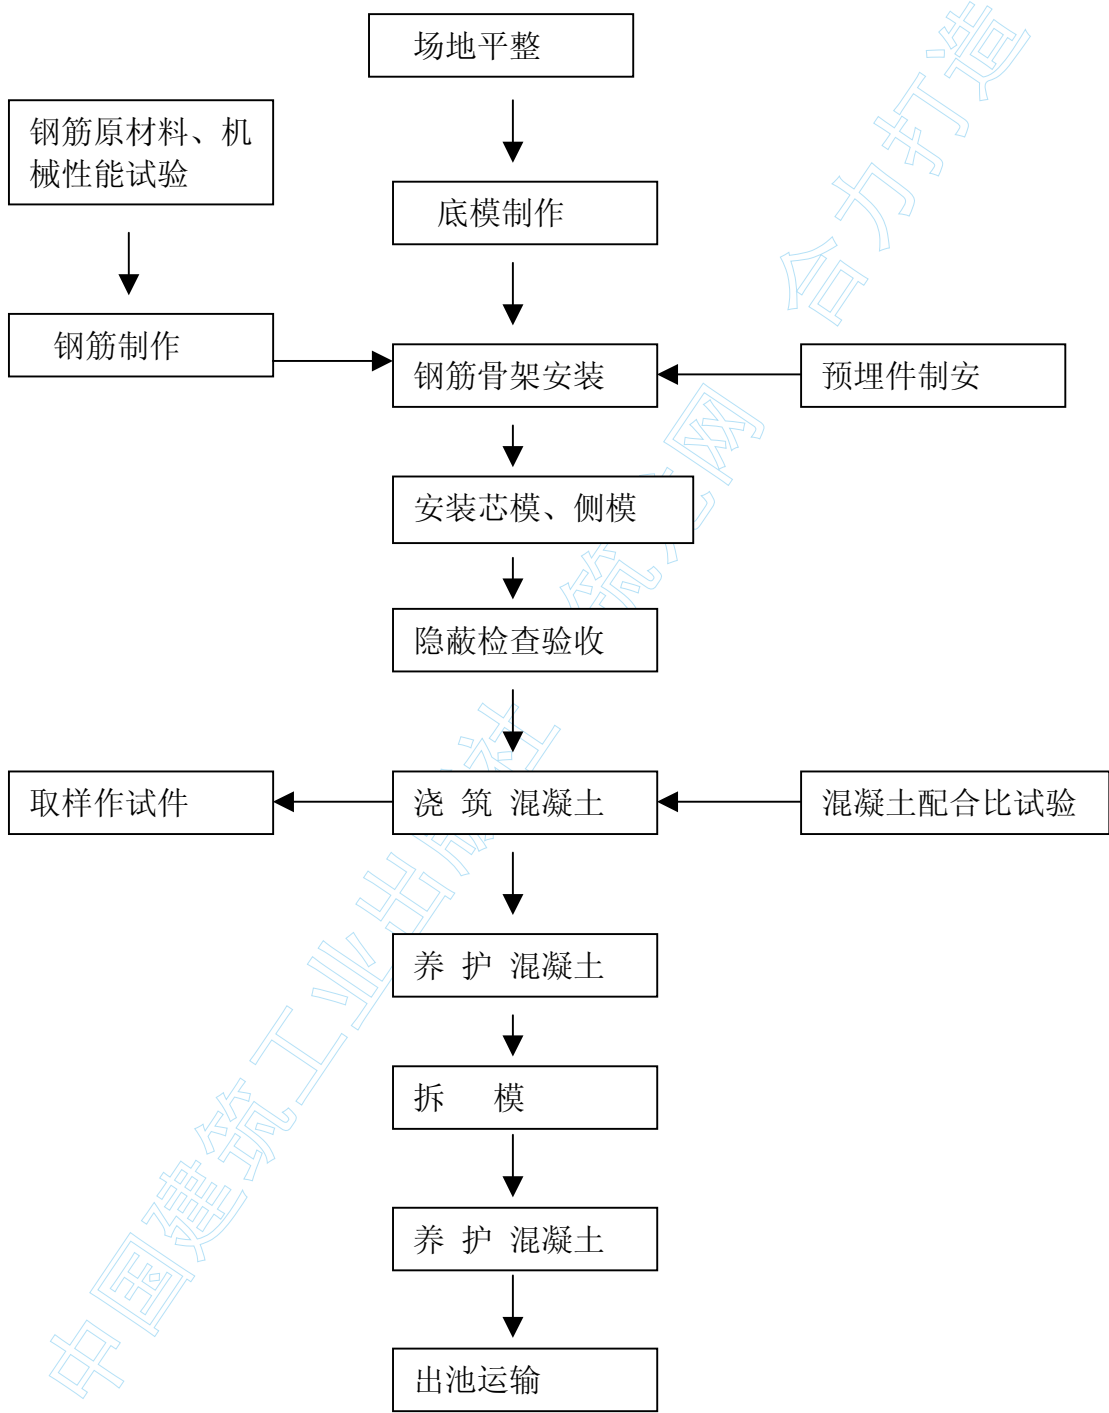 场地平整
钢筋原材料、机
械性能试验
底模制作
钢筋制作
钢筋骨架安装
预埋件制安
安装芯模、侧模
隐蔽检查验收
取样作试件
浇 筑 混凝土
混凝土配合比试验
养 护 混凝土
拆 模
养 护 混凝土
出池运输
中国建筑工业出版社 筑龙网 合力打造